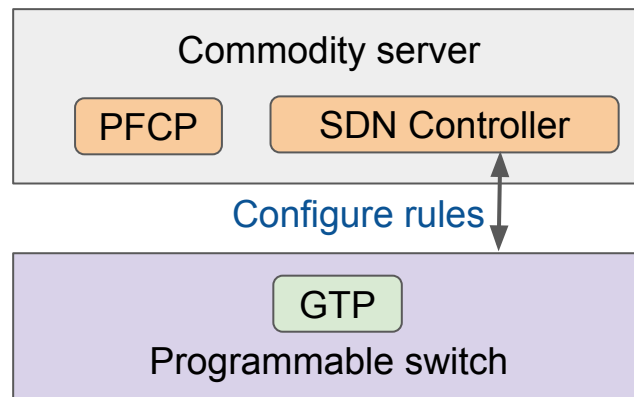 Commodity server
PFCP
SDN Controller
Configure rules
GTP
Programmable switch